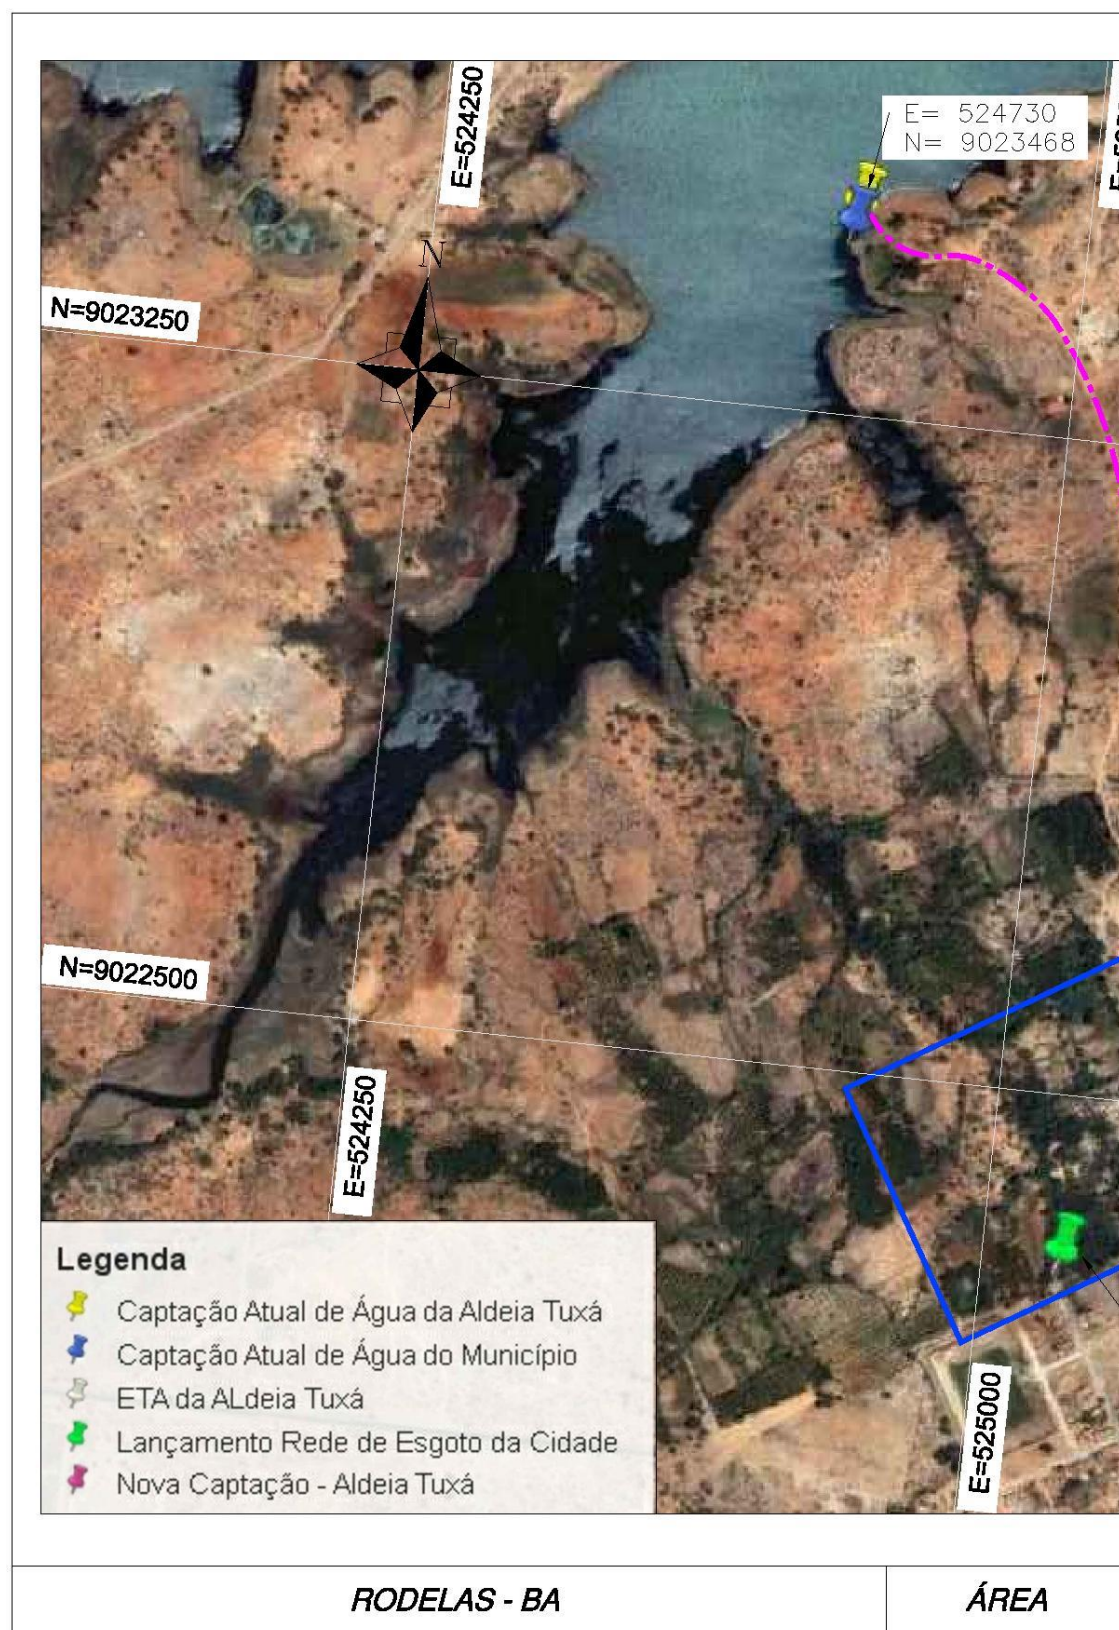 E=524250
E= 524730
N= 9023468
N
N=9023250
N=9022500
E=524250
E=525000
Legenda
Captação Atual de Água da Aldeia Tuxá
Captação Atual de Água do Município
ETA da ALdeia Tuxá
Lançamento Rede de Esgoto da Cidade
Nova Captação - Aldeia Tuxá
RODELAS - BA
ÁREA